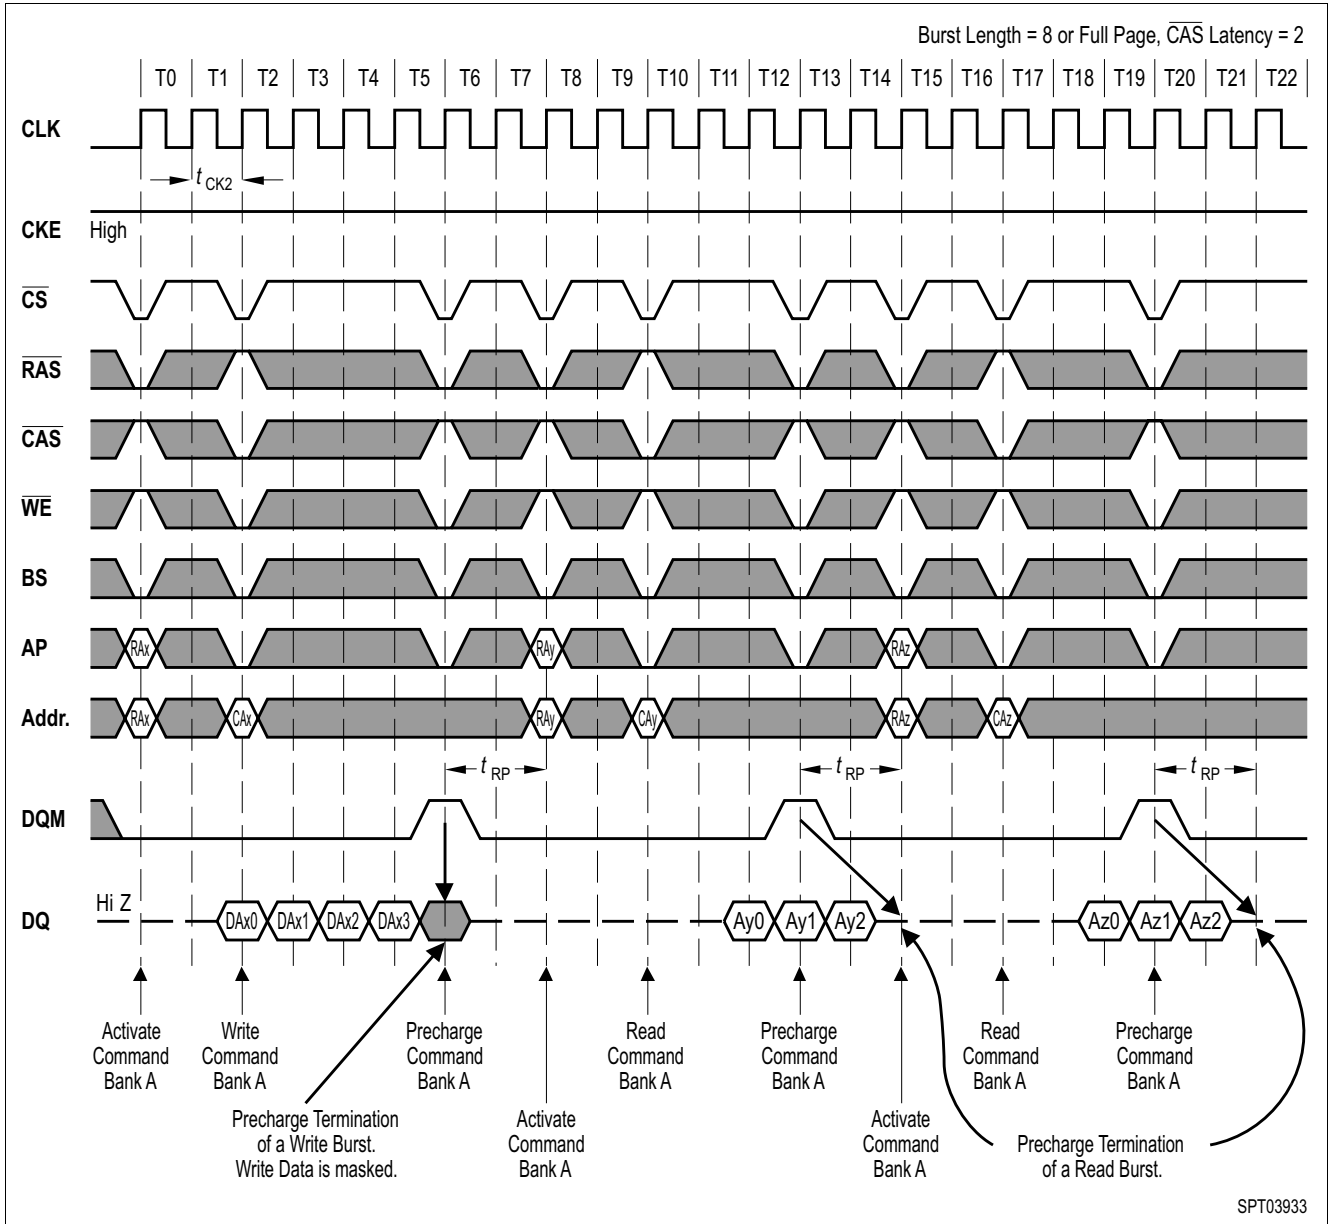 Burst Length = 8 or Full Page, CAS Latency = 2
T0 T1 T2 T3 T4 T5 T6 T7 T8 T9 T10 T11 T12 T13 T14 T15 T16 T17 T18 T19 T20 T21 T22
CLK
t CK2
CKE High
CS
RAS
CAS
WE
BS
AP RAx RAy RAz
Addr. RAx CAx RAy CAy RAz CAz
t RP t RP t RP
DQM
Hi Z
DQ DAx0 DAx1 DAx2 DAx3 Ay0 Ay1 Ay2 Az0 Az1 Az2
Activate Write Precharge Read Precharge Read Precharge
Command Command Command Command Command Command Command
Bank A Bank A Bank A Bank A Bank A Bank A Bank A
Precharge Termination
of a Write Burst.
Write Data is masked.
Activate
Command
Bank A
Activate
Command
Bank A
Precharge Termination
of a Read Burst.
SPT03933